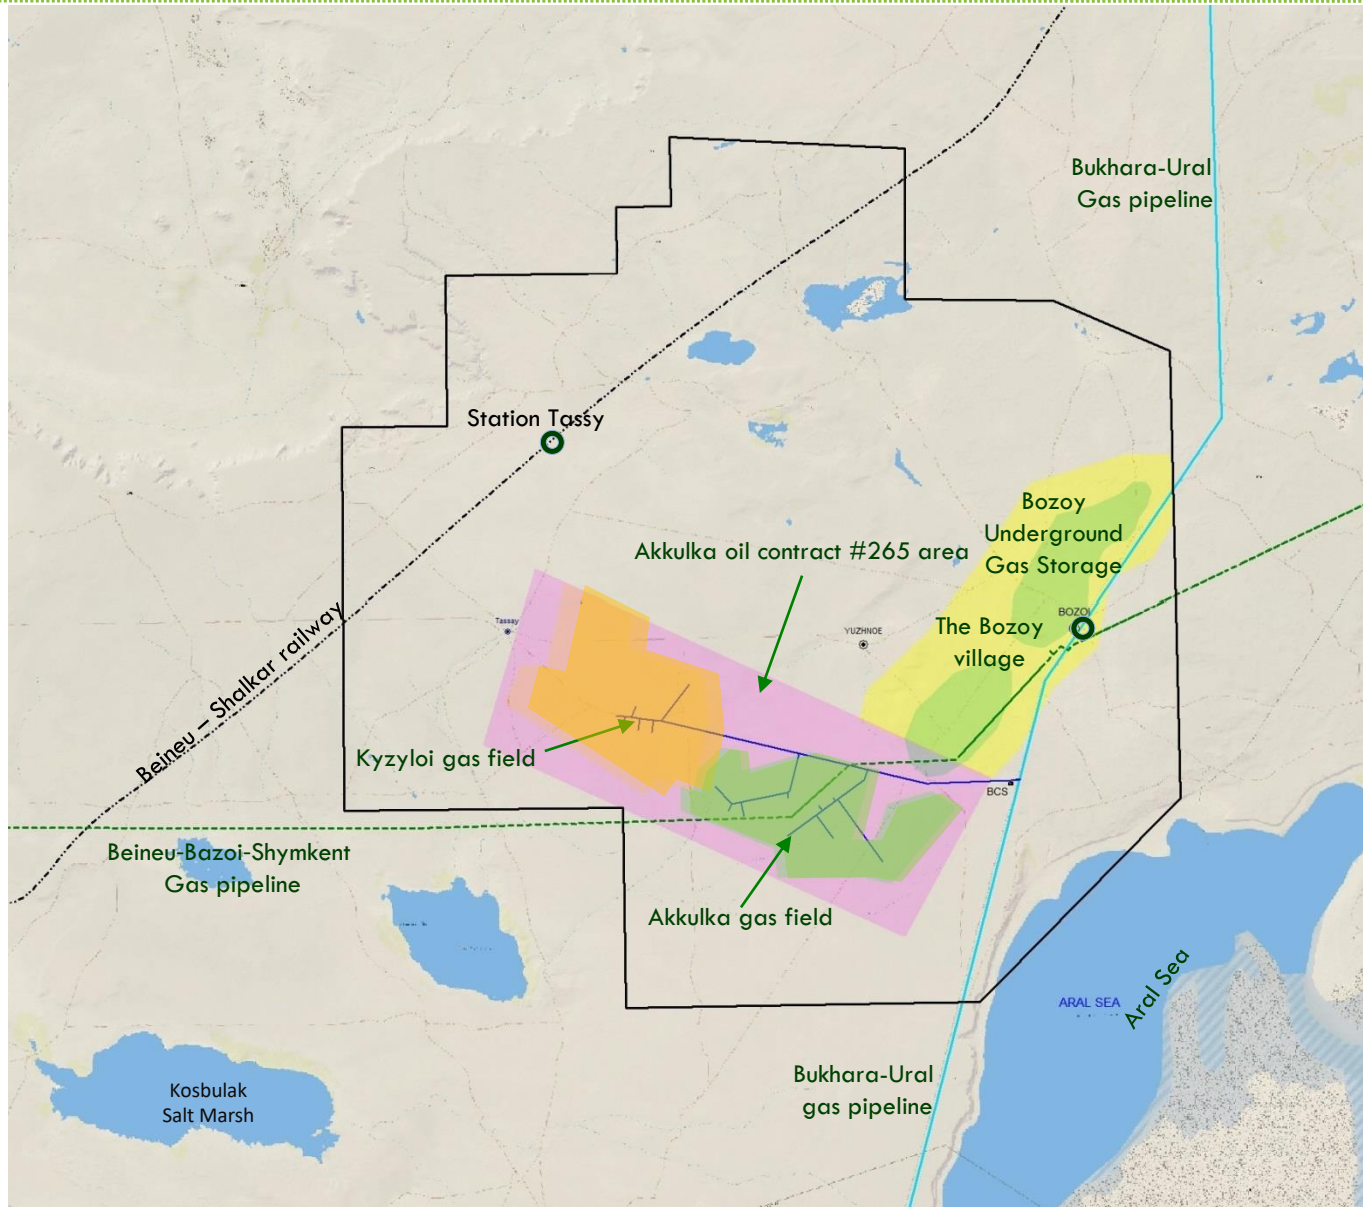 Bukhara-Ural
Gas pipeline
Station Tassy
Bozoy
Underground
Gas Storage
Akkulka oil contract #265 area
BOZOI
Tassay
YUZHNOE
The Bozoy
village
Beineu – Shalkar railway
Kyzyloi gas field
BCS
Beineu-Bazoi-Shymkent
Gas pipeline
Akkulka gas field
ARAL SEA
Aral Sea
Bukhara-Ural
gas pipeline
Kosbulak
Salt Marsh